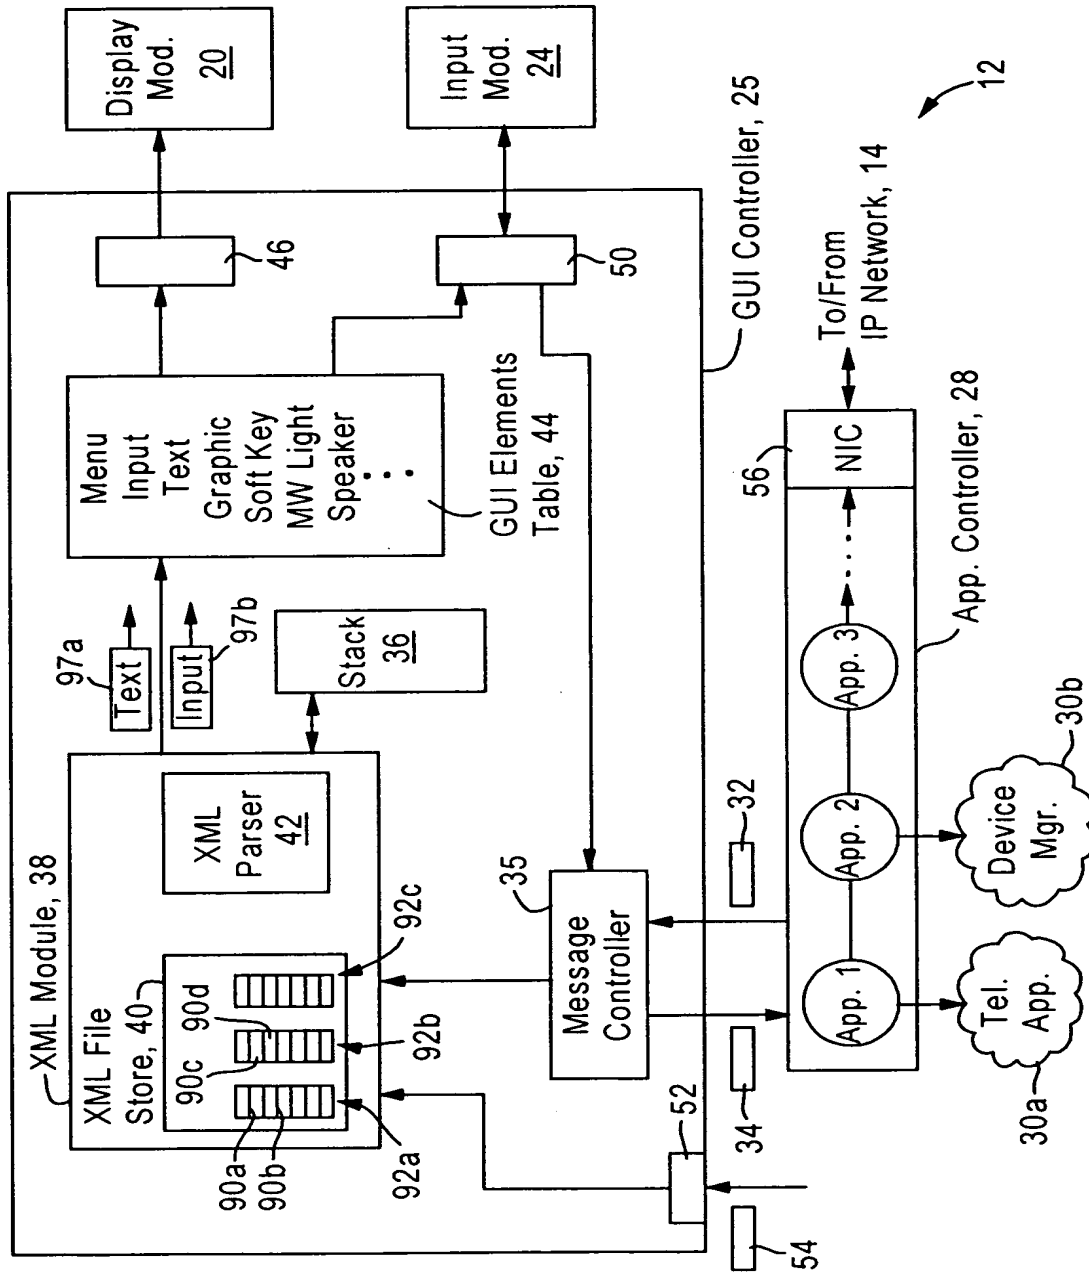 XML Module, 38
XML File
Store, 40
90a
90b
90c
90d
92a
92b
92c
XML
Parser
42
97a
Text
Input
97b
Stack
36
Menu
Input
Text
Graphic
Soft Key
MW Light
Speaker
...
GUI Elements
Table, 44
46
50
Display
Mod.
20
Input
Mod.
24
52
54
35
Message
Controller
GUI Controller, 25
34
32
App. 1
App. 2
App. 3
....
56
NIC
To/From
IP Network, 14
12
App. Controller, 28
Tel.
App.
30a
Device
Mgr.
30b